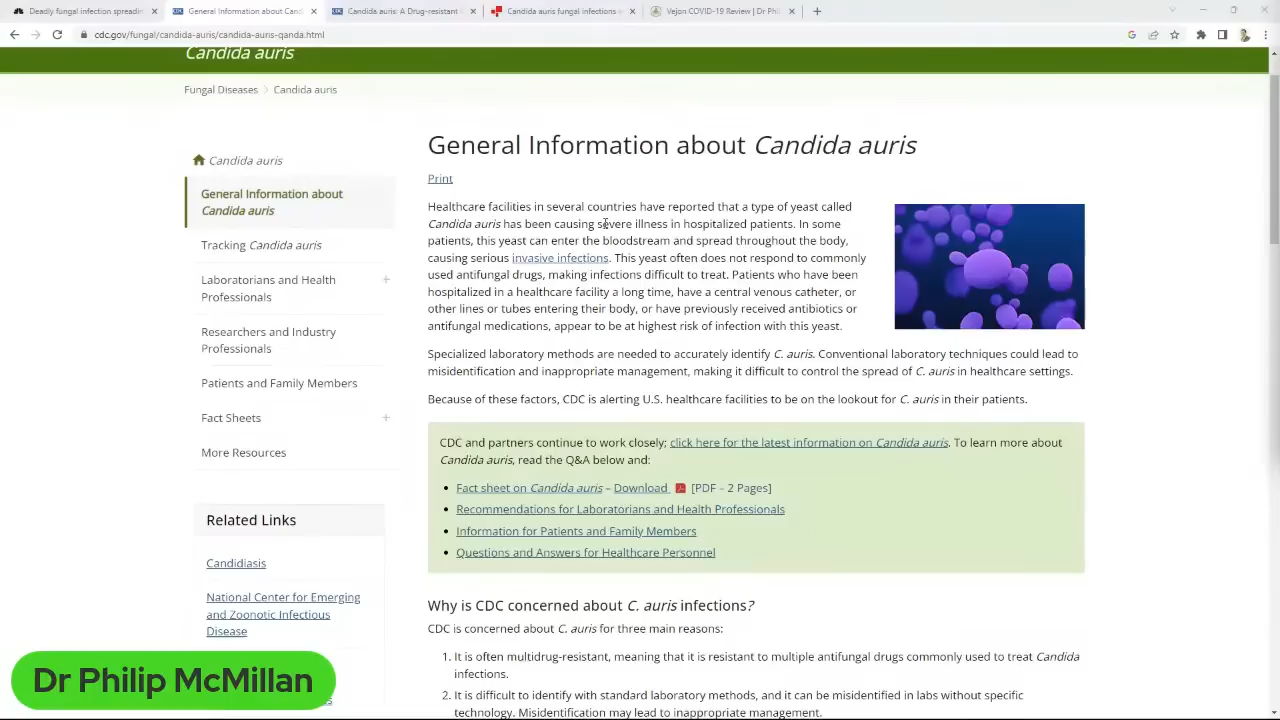 Deadly fungal infection spreading
General Information about Cand
Candida auris: A Drug-resistant
Candida auris fungal infections
Vejon COVID-19 Review | Dr Phil
cdc.gov/fungal/candida-auris/candida-auris-qanda.html
Candida auris
Fungal Diseases > Candida auris
Candida auris
General Information about
Candida auris
Tracking Candida auris
Laboratorians and Health
Professionals
Researchers and Industry
Professionals
Patients and Family Members
Fact Sheets
More Resources
Related Links
Candidiasis
National Center for Emerging
and Zoonotic Infectious
Disease
General Information about Candida auris
Print
Healthcare facilities in several countries have reported that a type of yeast called
Candida auris has been causing severe illness in hospitalized patients. In some
patients, this yeast can enter the bloodstream and spread throughout the body,
causing serious invasive infections. This yeast often does not respond to commonly
used antifungal drugs, making infections difficult to treat. Patients who have been
hospitalized in a healthcare facility a long time, have a central venous catheter, or
other lines or tubes entering their body, or have previously received antibiotics or
antifungal medications, appear to be at highest risk of infection with this yeast.
Specialized laboratory methods are needed to accurately identify C. auris. Conventional laboratory techniques could lead to
misidentification and inappropriate management, making it difficult to control the spread of C. auris in healthcare settings.
Because of these factors, CDC is alerting U.S. healthcare facilities to be on the lookout for C. auris in their patients.
CDC and partners continue to work closely; click here for the latest information on Candida auris. To learn more about
Candida auris, read the Q&A below and:
• Fact sheet on Candida auris – Download [PDF – 2 Pages]
• Recommendations for Laboratorians and Health Professionals
• Information for Patients and Family Members
• Questions and Answers for Healthcare Personnel
Why is CDC concerned about C. auris infections?
CDC is concerned about C. auris for three main reasons:
1. It is often multidrug-resistant, meaning that it is resistant to multiple antifungal drugs commonly used to treat Candida
infections.
2. It is difficult to identify with standard laboratory methods, and it can be misidentified in labs without specific
technology. Misidentification may lead to inappropriate management.
Dr Philip McMillan